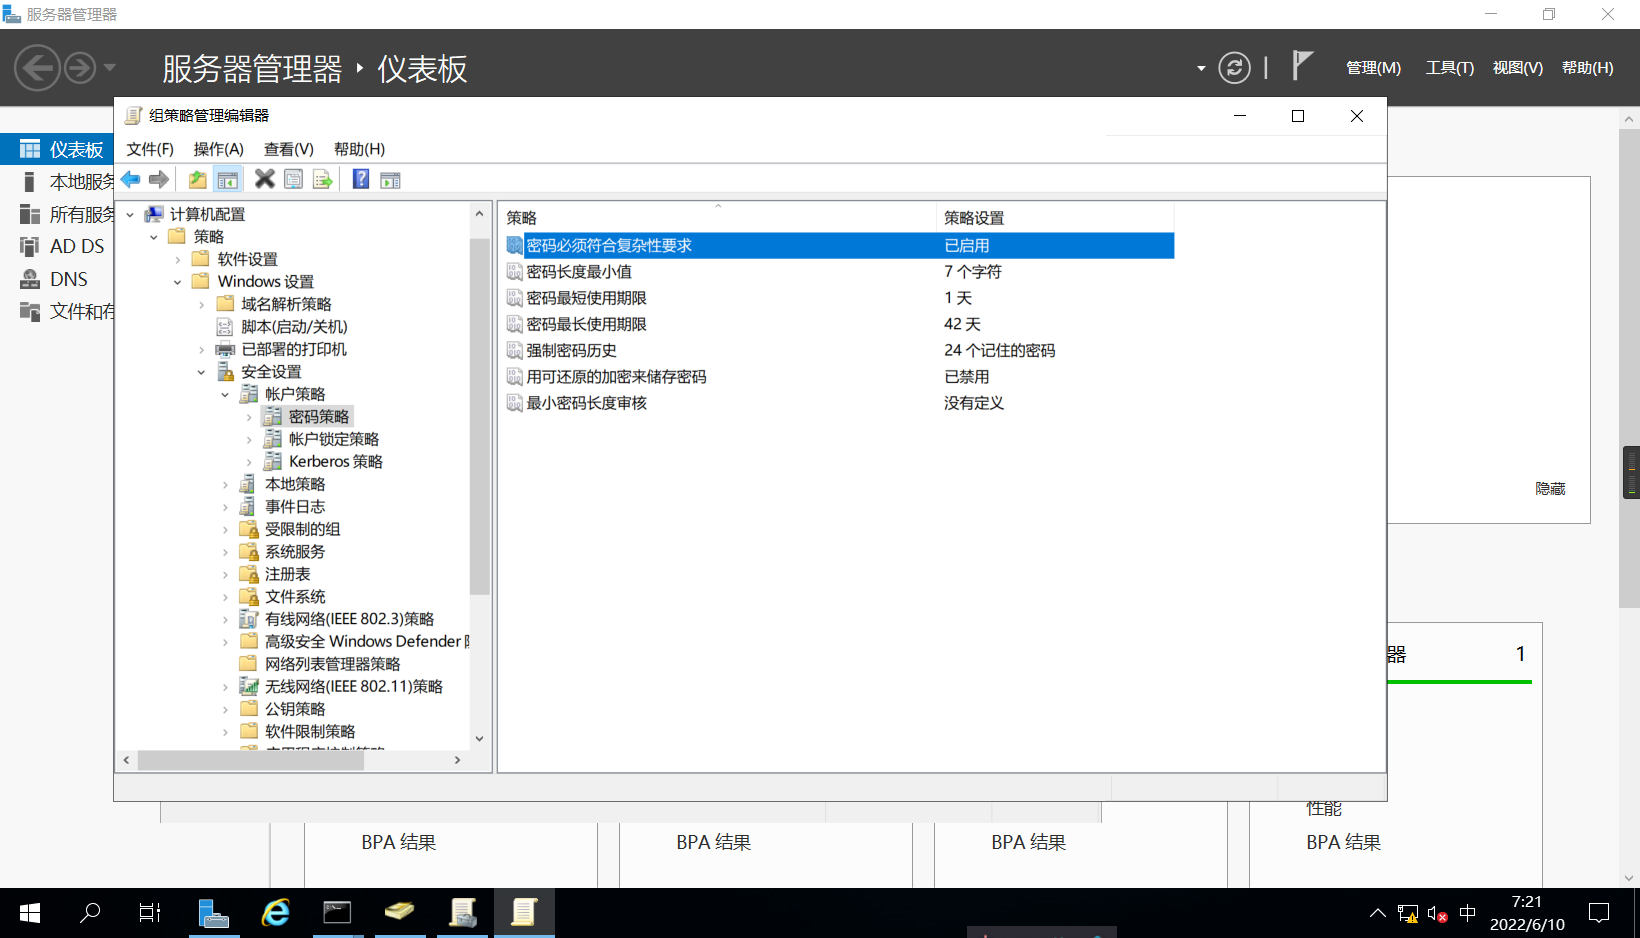 服务器管理器
服务器管理器 ‣ 仪表板
管理(M) 工具(T) 视图(V) 帮助(H)
仪表板
本地服务
所有服务
AD DS
DNS
文件和存
组策略管理编辑器
文件(F) 操作(A) 查看(V) 帮助(H)
计算机配置
策略
软件设置
Windows 设置
域名解析策略
脚本(启动/关机)
已部署的打印机
安全设置
帐户策略
密码策略
帐户锁定策略
Kerberos 策略
本地策略
事件日志
受限制的组
系统服务
注册表
文件系统
有线网络(IEEE 802.3)策略
高级安全 Windows Defender
网络列表管理器策略
无线网络(IEEE 802.11)策略
公钥策略
软件限制策略
应用程序控制策略
策略 策略设置
密码必须符合复杂性要求 已启用
密码长度最小值 7 个字符
密码最短使用期限 1 天
密码最长使用期限 42 天
强制密码历史 24 个记住的密码
用可还原的加密来储存密码 已禁用
最小密码长度审核 没有定义
隐藏
器 1
性能
BPA 结果 BPA 结果 BPA 结果 BPA 结果
中
7:21
2022/6/10